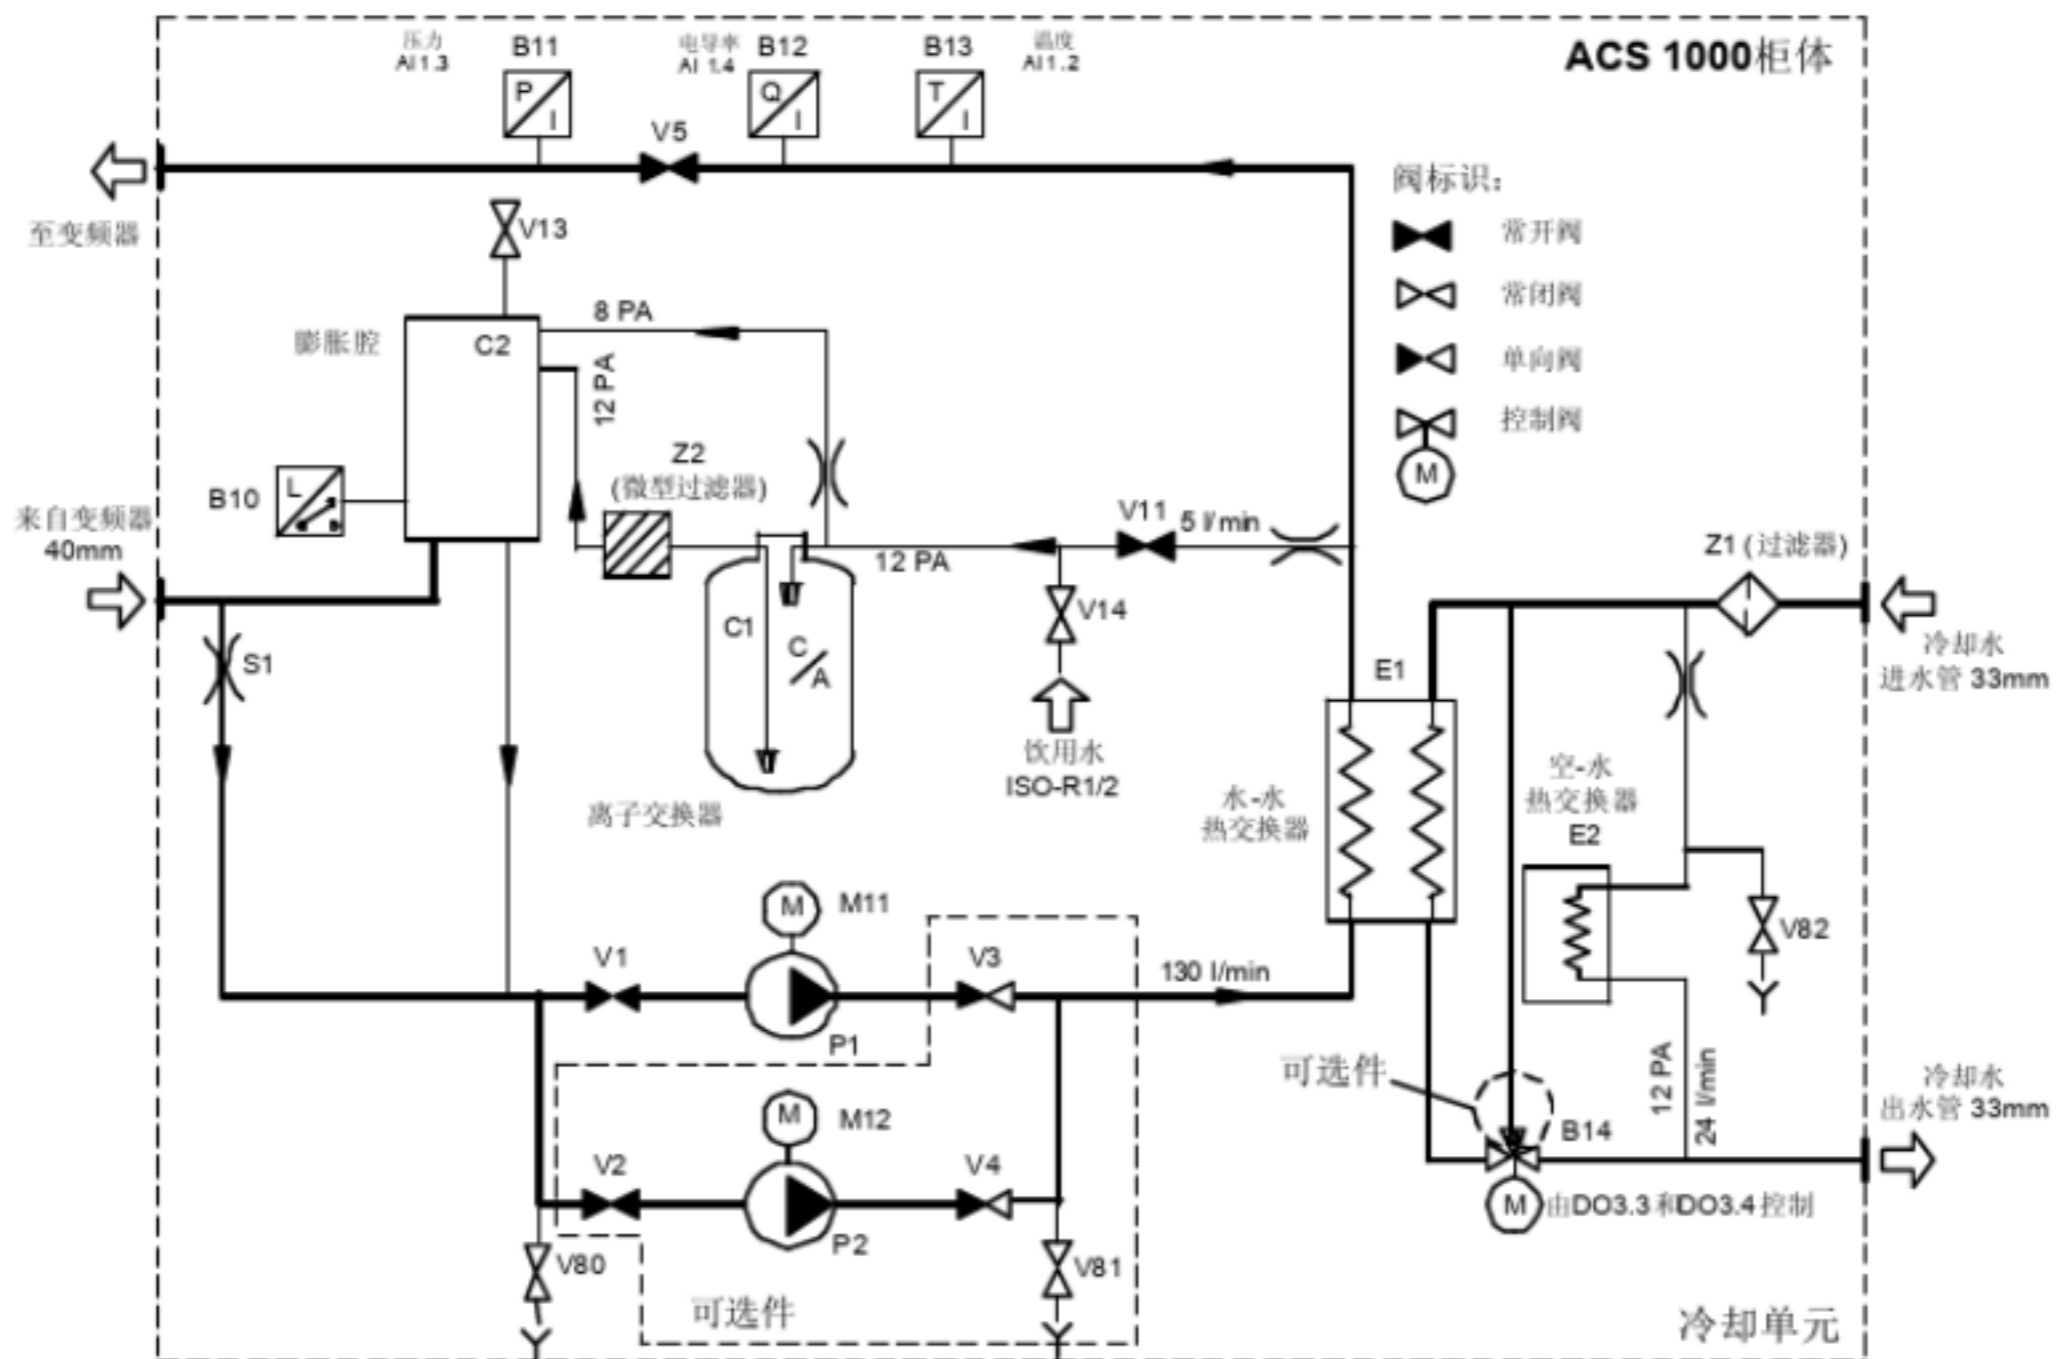 压力
AI1.3
B11
P
I
电导率
AI 1.4
B12
Q
I
B13
T
I
温度
AI1.2
ACS 1000柜体
V5
至变频器
V13
阀标识：
常开阀
常闭阀
单向阀
控制阀
M
膨胀腔
C2
8 PA
12 PA
Z2
(微型过滤器)
B10
L
来自变频器
40mm
V11
5 l/min
12 PA
V14
饮用水
ISO-R1/2
C1
C/A
离子交换器
S1
Z1 (过滤器)
冷却水
进水管 33mm
E1
水-水
热交换器
空-水
热交换器
E2
V82
M
M11
V1
P1
V3
130 l/min
M
M12
V2
P2
V4
V80
V81
可选件
可选件
B14
M
由DO3.3和DO3.4控制
12 PA
24 l/min
冷却水
出水管 33mm
冷却单元